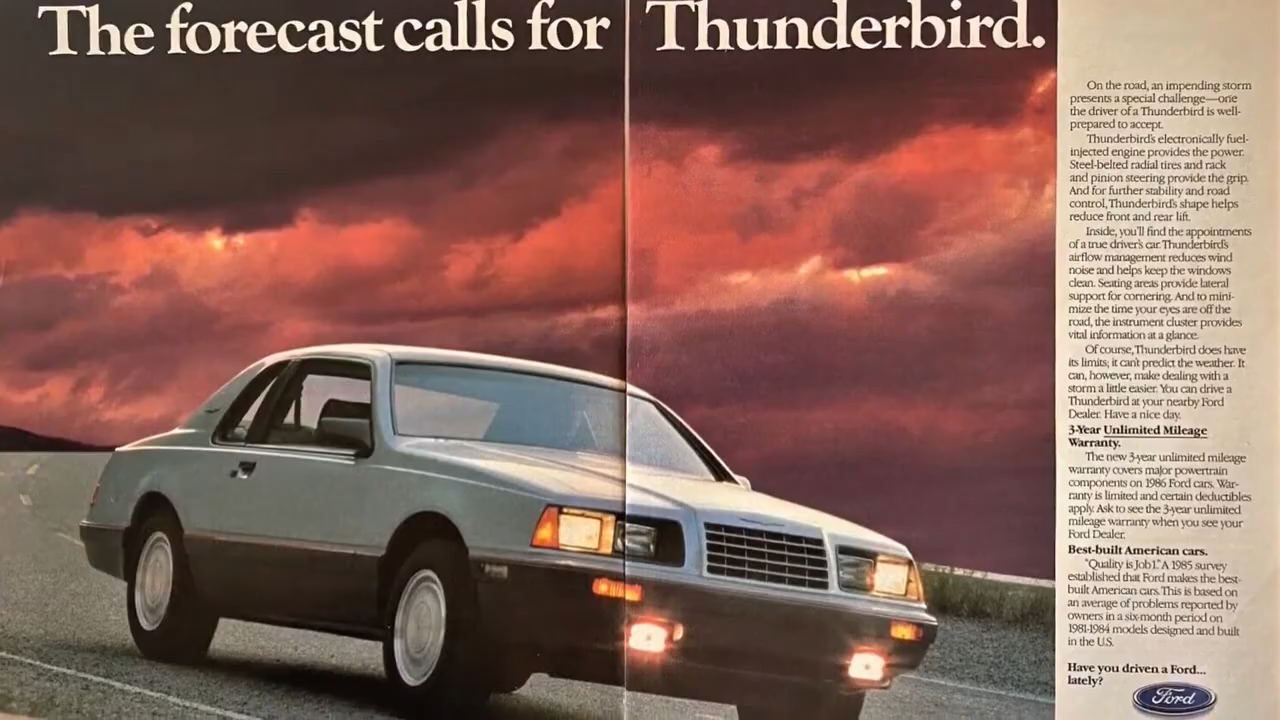 The forecast calls for Thunderbird.
On the road, an impending storm
presents a special challenge—one
the driver of a Thunderbird is well-
prepared to accept.
Thunderbird's electronically fuel-
injected engine provides the power.
Steel-belted radial tires and rack
and pinion steering provide the grip.
And for further stability and road
control, Thunderbird's shape helps
reduce front and rear lift.
Inside, you'll find the appointments
of a true driver's car. Thunderbird's
airflow management reduces wind
noise and helps keep the windows
clean. Seating areas provide lateral
support for cornering. And to mini-
mize the time your eyes are off the
road, the instrument cluster provides
vital information at a glance.
Of course, Thunderbird does have
its limits; it can't predict the weather. It
can, however, make dealing with a
storm a little easier. You can drive a
Thunderbird at your nearby Ford
Dealer. Have a nice day.
3-Year Unlimited Mileage
Warranty.
The new 3-year unlimited mileage
warranty covers major powertrain
components on 1986 Ford cars. War-
ranty is limited and certain deductibles
apply. Ask to see the 3-year unlimited
mileage warranty when you see your
Ford Dealer.
Best-built American cars.
"Quality is Job 1." A 1985 survey
established that Ford makes the best-
built American cars. This is based on
an average of problems reported by
owners in a six-month period on
1981-1984 models designed and built
in the U.S.
Have you driven a Ford...
lately?
Ford